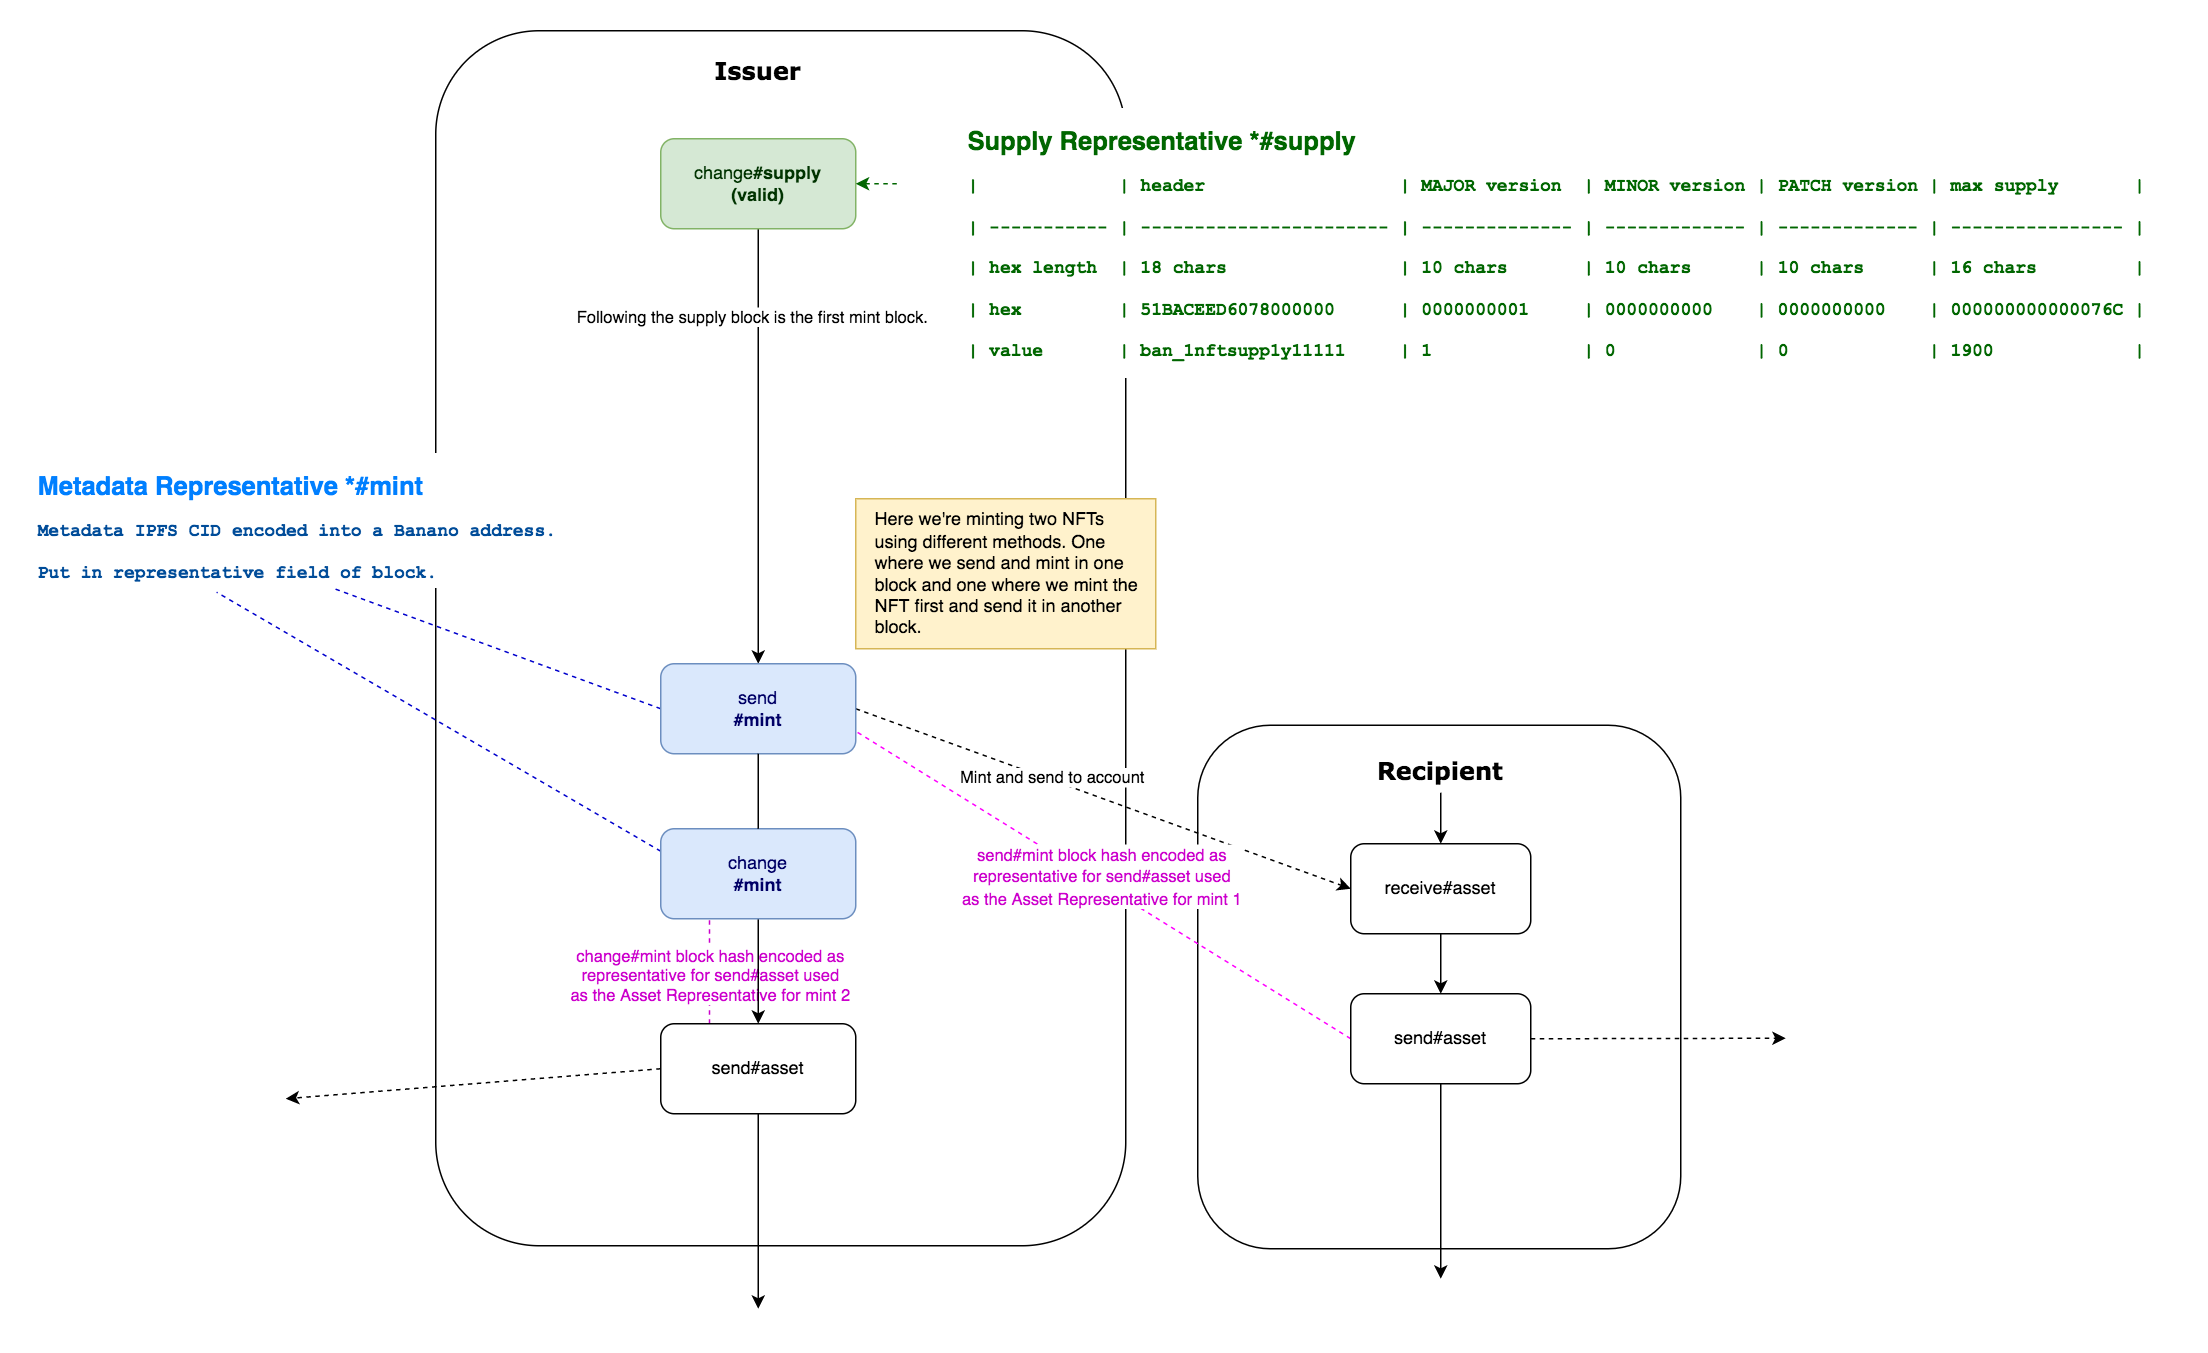 Issuer
change#supply
(valid)
Supply Representative *#supply
|           | header                  | MAJOR version  | MINOR version | PATCH version | max supply       |
| ----------- | ----------------------- | -------------- | ------------- | ------------- | ---------------- |
| hex length  | 18 chars                | 10 chars       | 10 chars      | 10 chars      | 16 chars         |
| hex         | 51BACEED6078000000      | 0000000001     | 0000000000    | 0000000000    | 000000000000076C |
| value       | ban_1nftsupp1y11111     | 1              | 0             | 0             | 1900             |
Following the supply block is the first mint block.
Metadata Representative *#mint
Metadata IPFS CID encoded into a Banano address.
Put in representative field of block.
Here we're minting two NFTs
using different methods. One
where we send and mint in one
block and one where we mint the
NFT first and send it in another
block.
send
#mint
Mint and send to account
Recipient
change
#mint
send#mint block hash encoded as
representative for send#asset used
as the Asset Representative for mint 1
receive#asset
change#mint block hash encoded as
representative for send#asset used
as the Asset Representative for mint 2
send#asset
send#asset